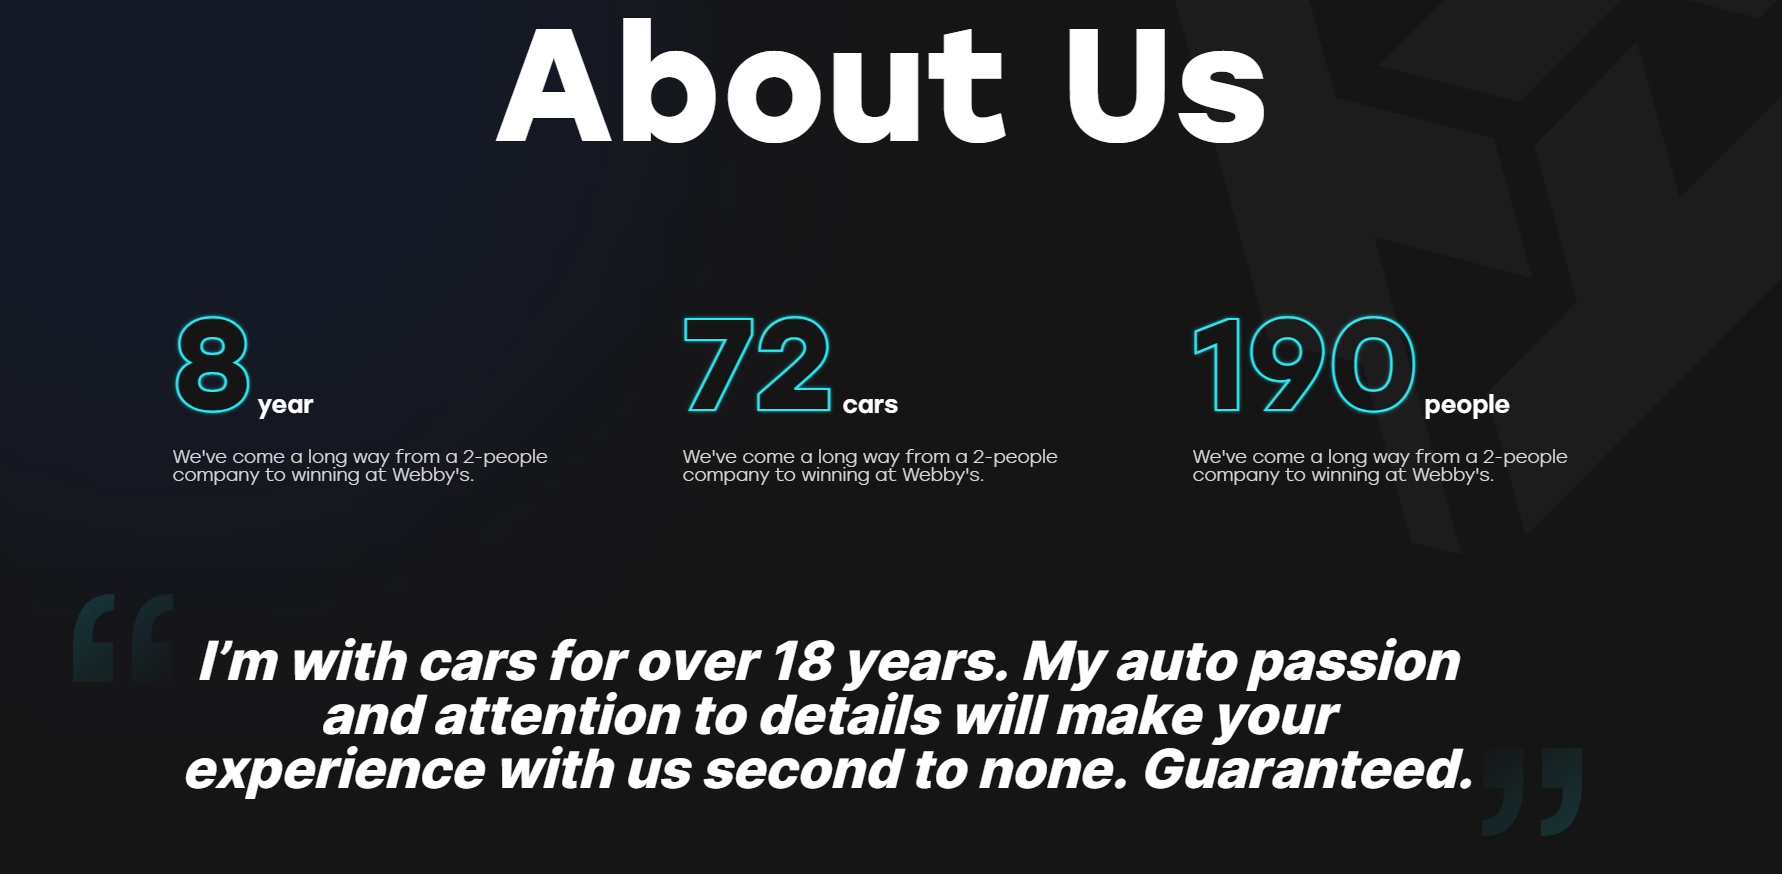 About Us
8 year
We've come a long way from a 2-people
company to winning at Webby's.
72 cars
We've come a long way from a 2-people
company to winning at Webby's.
190 people
We've come a long way from a 2-people
company to winning at Webby's.
“
I’m with cars for over 18 years. My auto passion
and attention to details will make your
experience with us second to none. Guaranteed.
”